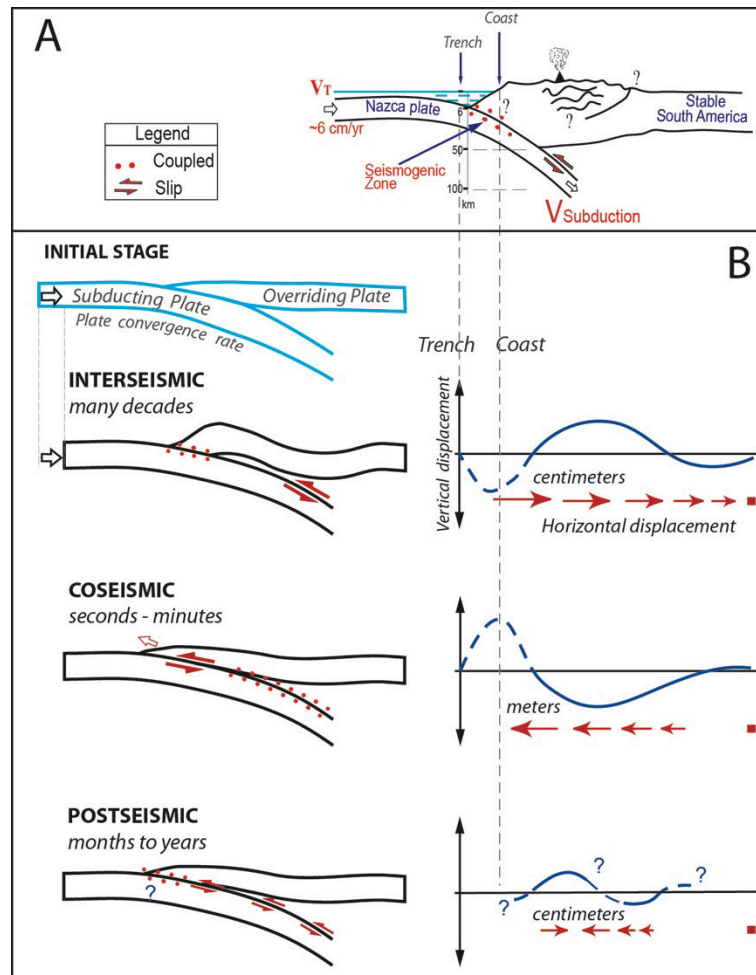 A
Trench
Coast
V T
Nazca plate
~6 cm/yr
6
50
100
km
?
?
?
Stable
South America
Seismogenic
Zone
V Subduction
Legend
Coupled
Slip
B
INITIAL STAGE
Subducting Plate
Overriding Plate
Plate convergence rate
Trench
Coast
INTERSEISMIC
many decades
Vertical displacement
centimeters
Horizontal displacement
COSEISMIC
seconds - minutes
meters
POSTSEISMIC
months to years
?
?
?
?
centimeters